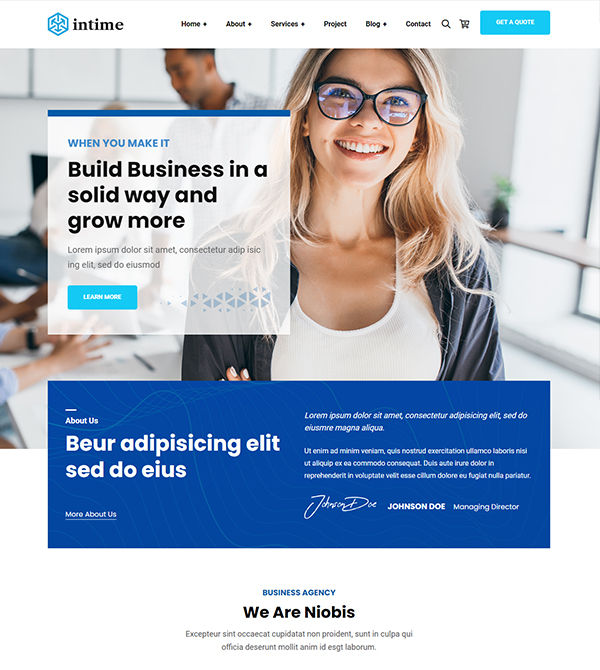 intime
Home + About + Services + Project Blog + Contact GET A QUOTE
WHEN YOU MAKE IT
Build Business in a
solid way and
grow more
Lorem ipsum dolor sit amet, consectetur adip isic
ing elit, sed do eiusmod
LEARN MORE
About Us
Beur adipisicing elit
sed do eius
More About Us
Lorem ipsum dolor sit amet, consectetur adipisicing elit, sed do
eiusmre magna aliqua.
Ut enim ad minim veniam, quis nostrud exercitation ullamco laboris nisi
ut aliquip ex ea commodo consequat. Duis aute irure dolor in
reprehenderit in voluptate velit esse cillum dolore eu fugiat nulla pariatur.
Johnson Doe JOHNSON DOE Managing Director
BUSINESS AGENCY
We Are Niobis
Excepteur sint occaecat cupidatat non proident, sunt in culpa qui
officia deserunt mollit anim id esgt laborum.